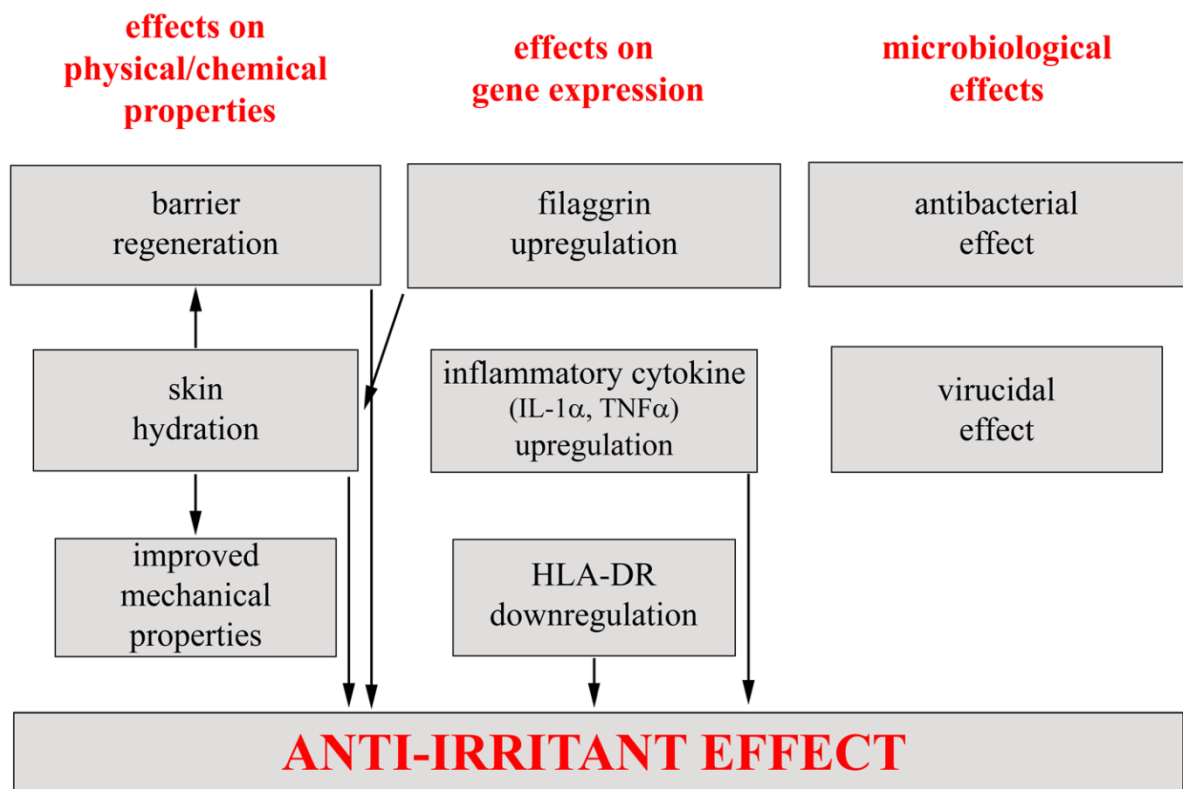 effects on
physical/chemical
properties
effects on
gene expression
microbiological
effects
barrier
regeneration
filaggrin
upregulation
antibacterial
effect
skin
hydration
inflammatory cytokine
(IL-1α, TNFα)
upregulation
virucidal
effect
improved
mechanical
properties
HLA-DR
downregulation
ANTI-IRRITANT EFFECT